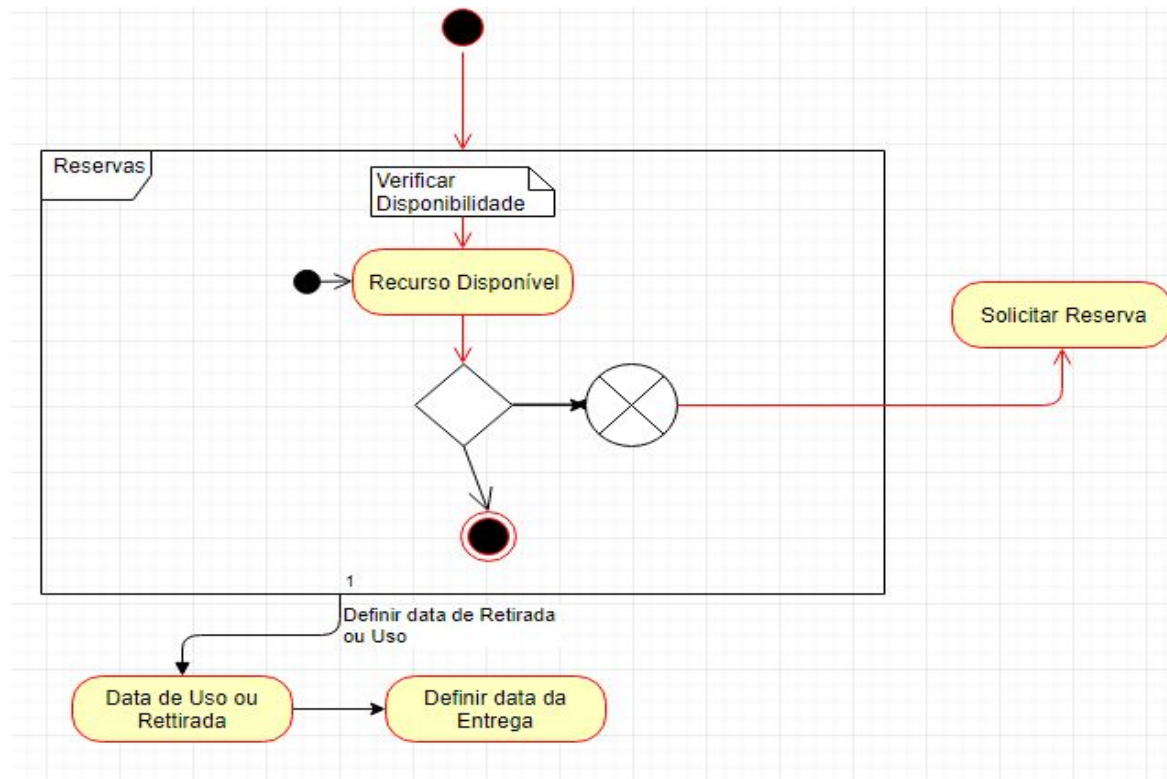 Reservas
Verificar
Disponibilidade
Recurso Disponível
Solicitar Reserva
1
Definir data de Retirada
ou Uso
Data de Uso ou
Rettirada
Definir data da
Entrega